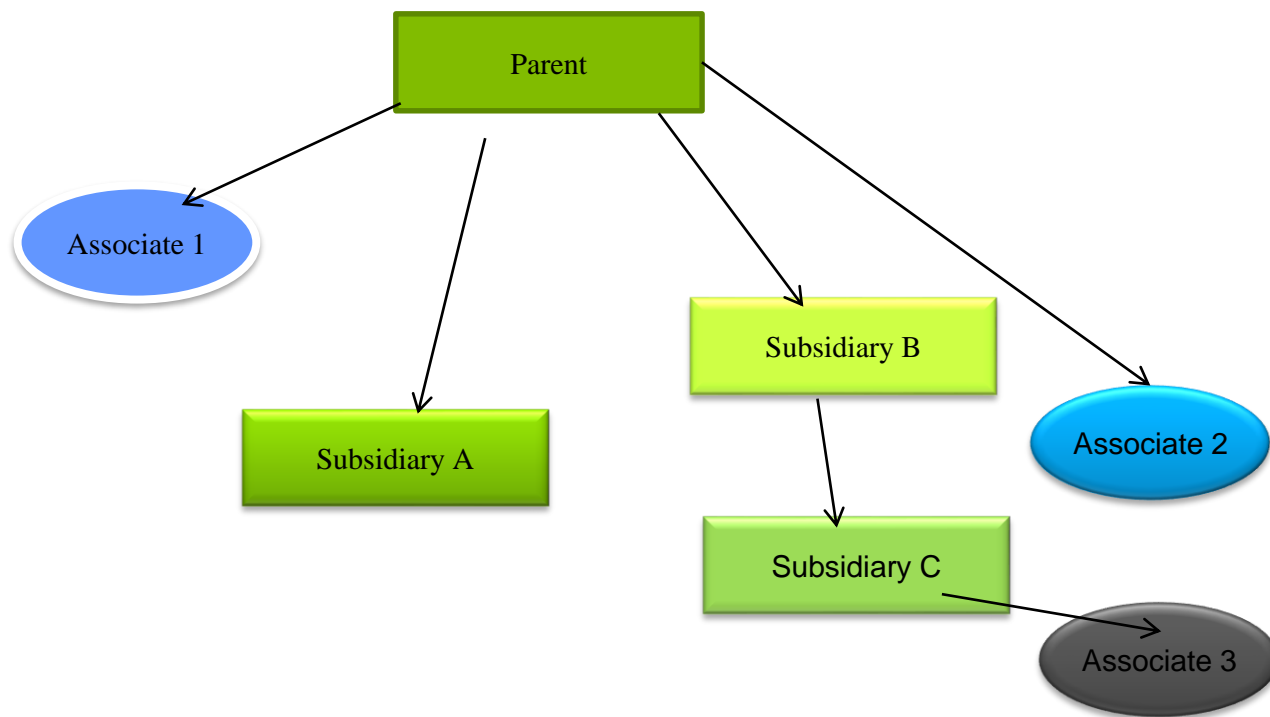 Parent
Associate 1
Subsidiary B
Subsidiary A
Associate 2
Subsidiary C
Associate 3